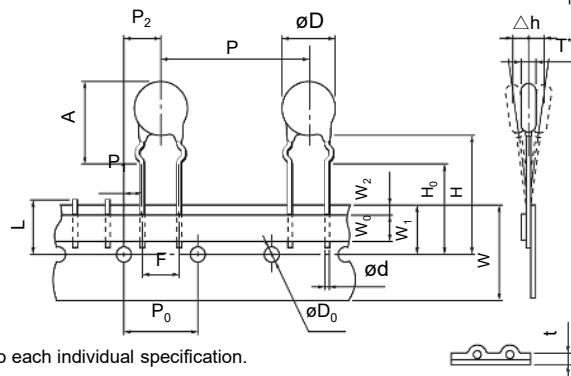 P2
P
øD
△h
T*
A
P1
W2
H0
H
L
W0
W1
W
F
ød
P0
øD0
t
o each individual specification.